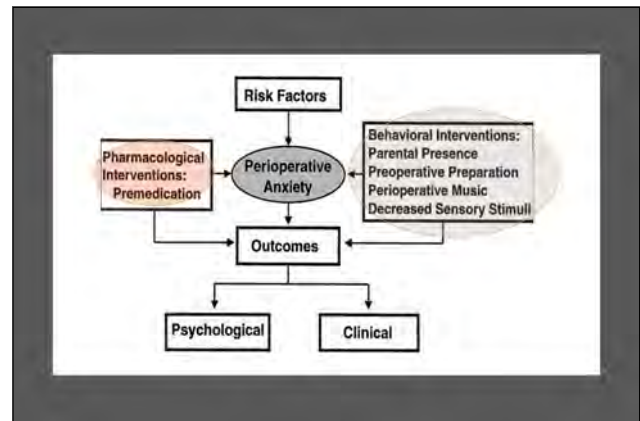 Risk Factors
Pharmacological
Interventions:
Premedication
Perioperative
Anxiety
Behavioral Interventions:
Parental Presence
Preoperative Preparation
Perioperative Music
Decreased Sensory Stimuli
Outcomes
Psychological
Clinical